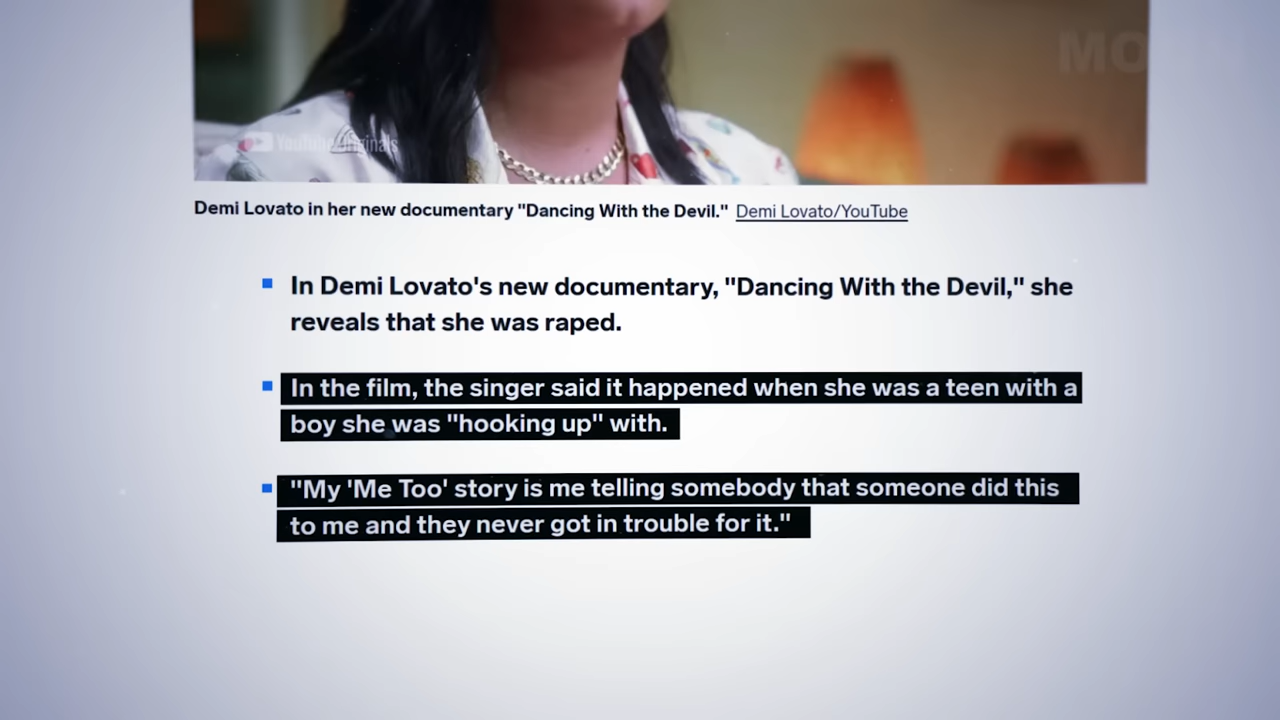 MO
YouTube Originals
Demi Lovato in her new documentary "Dancing With the Devil." Demi Lovato/YouTube
In Demi Lovato's new documentary, "Dancing With the Devil," she
reveals that she was raped.
In the film, the singer said it happened when she was a teen with a
boy she was "hooking up" with.
"My 'Me Too' story is me telling somebody that someone did this
to me and they never got in trouble for it."